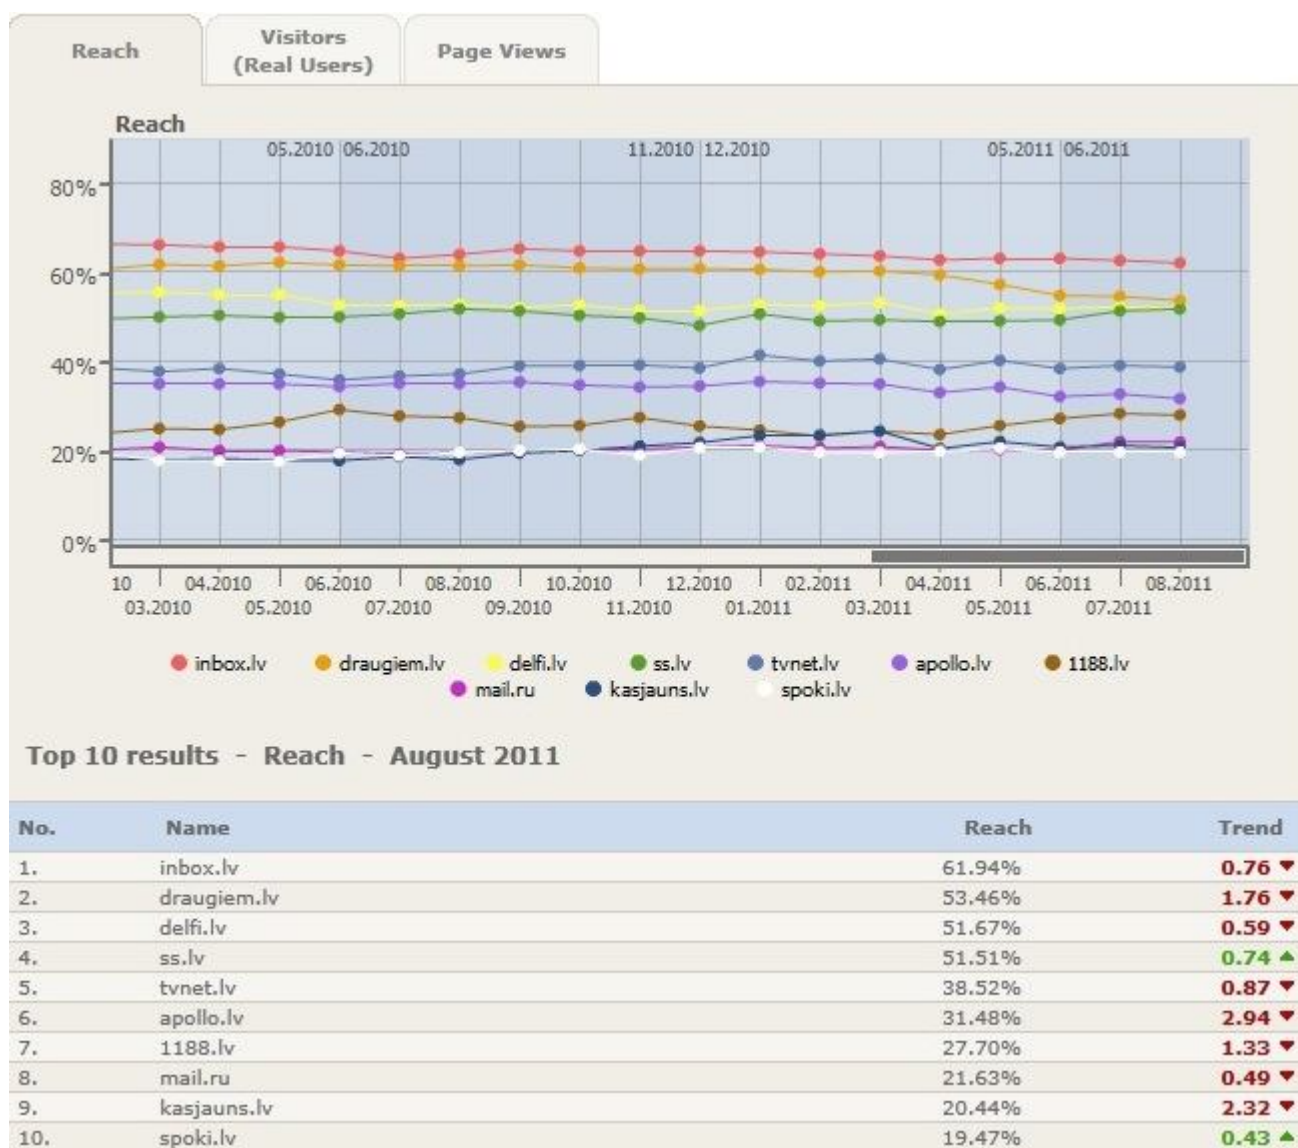 Reach
Visitors
(Real Users)
Page Views
Reach
05.2010 06.2010 11.2010 12.2010 05.2011 06.2011
80%
60%
40%
20%
0%
10 04.2010 06.2010 08.2010 10.2010 12.2010 02.2011 04.2011 06.2011 08.2011
03.2010 05.2010 07.2010 09.2010 11.2010 01.2011 03.2011 05.2011 07.2011
inbox.lv draugiem.lv delfi.lv ss.lv tvnet.lv apollo.lv 1188.lv
mail.ru kasjauns.lv spoki.lv
Top 10 results - Reach - August 2011
No. Name Reach Trend
1. inbox.lv 61.94% 0.76 ▼
2. draugiem.lv 53.46% 1.76 ▼
3. delfi.lv 51.67% 0.59 ▼
4. ss.lv 51.51% 0.74 ▲
5. tvnet.lv 38.52% 0.87 ▼
6. apollo.lv 31.48% 2.94 ▼
7. 1188.lv 27.70% 1.33 ▼
8. mail.ru 21.63% 0.49 ▼
9. kasjauns.lv 20.44% 2.32 ▼
10. spoki.lv 19.47% 0.43 ▲